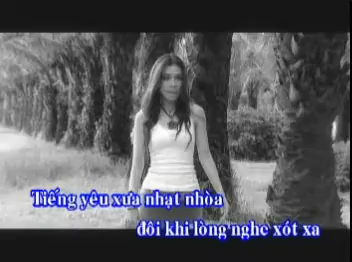 Tiếng yêu xưa nhạt nhòa
đôi khi lòng nghe xót xa